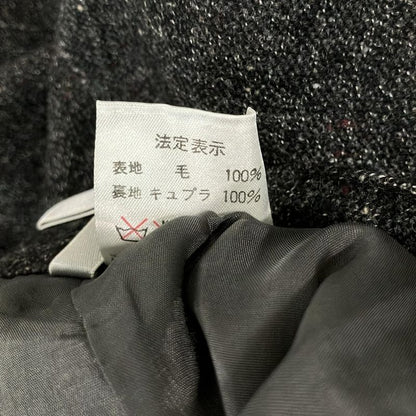 法定表示
表地 毛 100%
裏地 キュプラ 100%